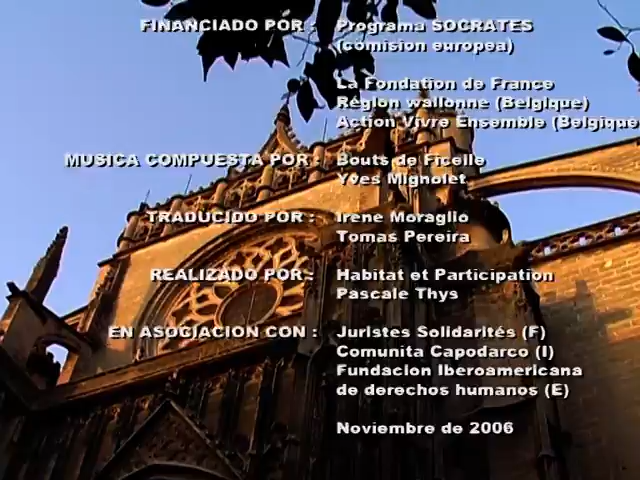 FINANCIADO POR : Programa SOCRATES
(comision europea)
La Fondation de France
Région wallonne (Belgique)
Action Vivre Ensemble (Belgique
MUSICA COMPUESTA POR : Bouts de Ficelle
Yves Mignolet
TRADUCIDO POR : Irene Moraglio
Tomas Pereira
REALIZADO POR : Habitat et Participation
Pascale Thys
EN ASOCIACION CON : Juristes Solidarités (F)
Comunita Capodarco (I)
Fundacion Iberoamericana
de derechos humanos (E)
Noviembre de 2006